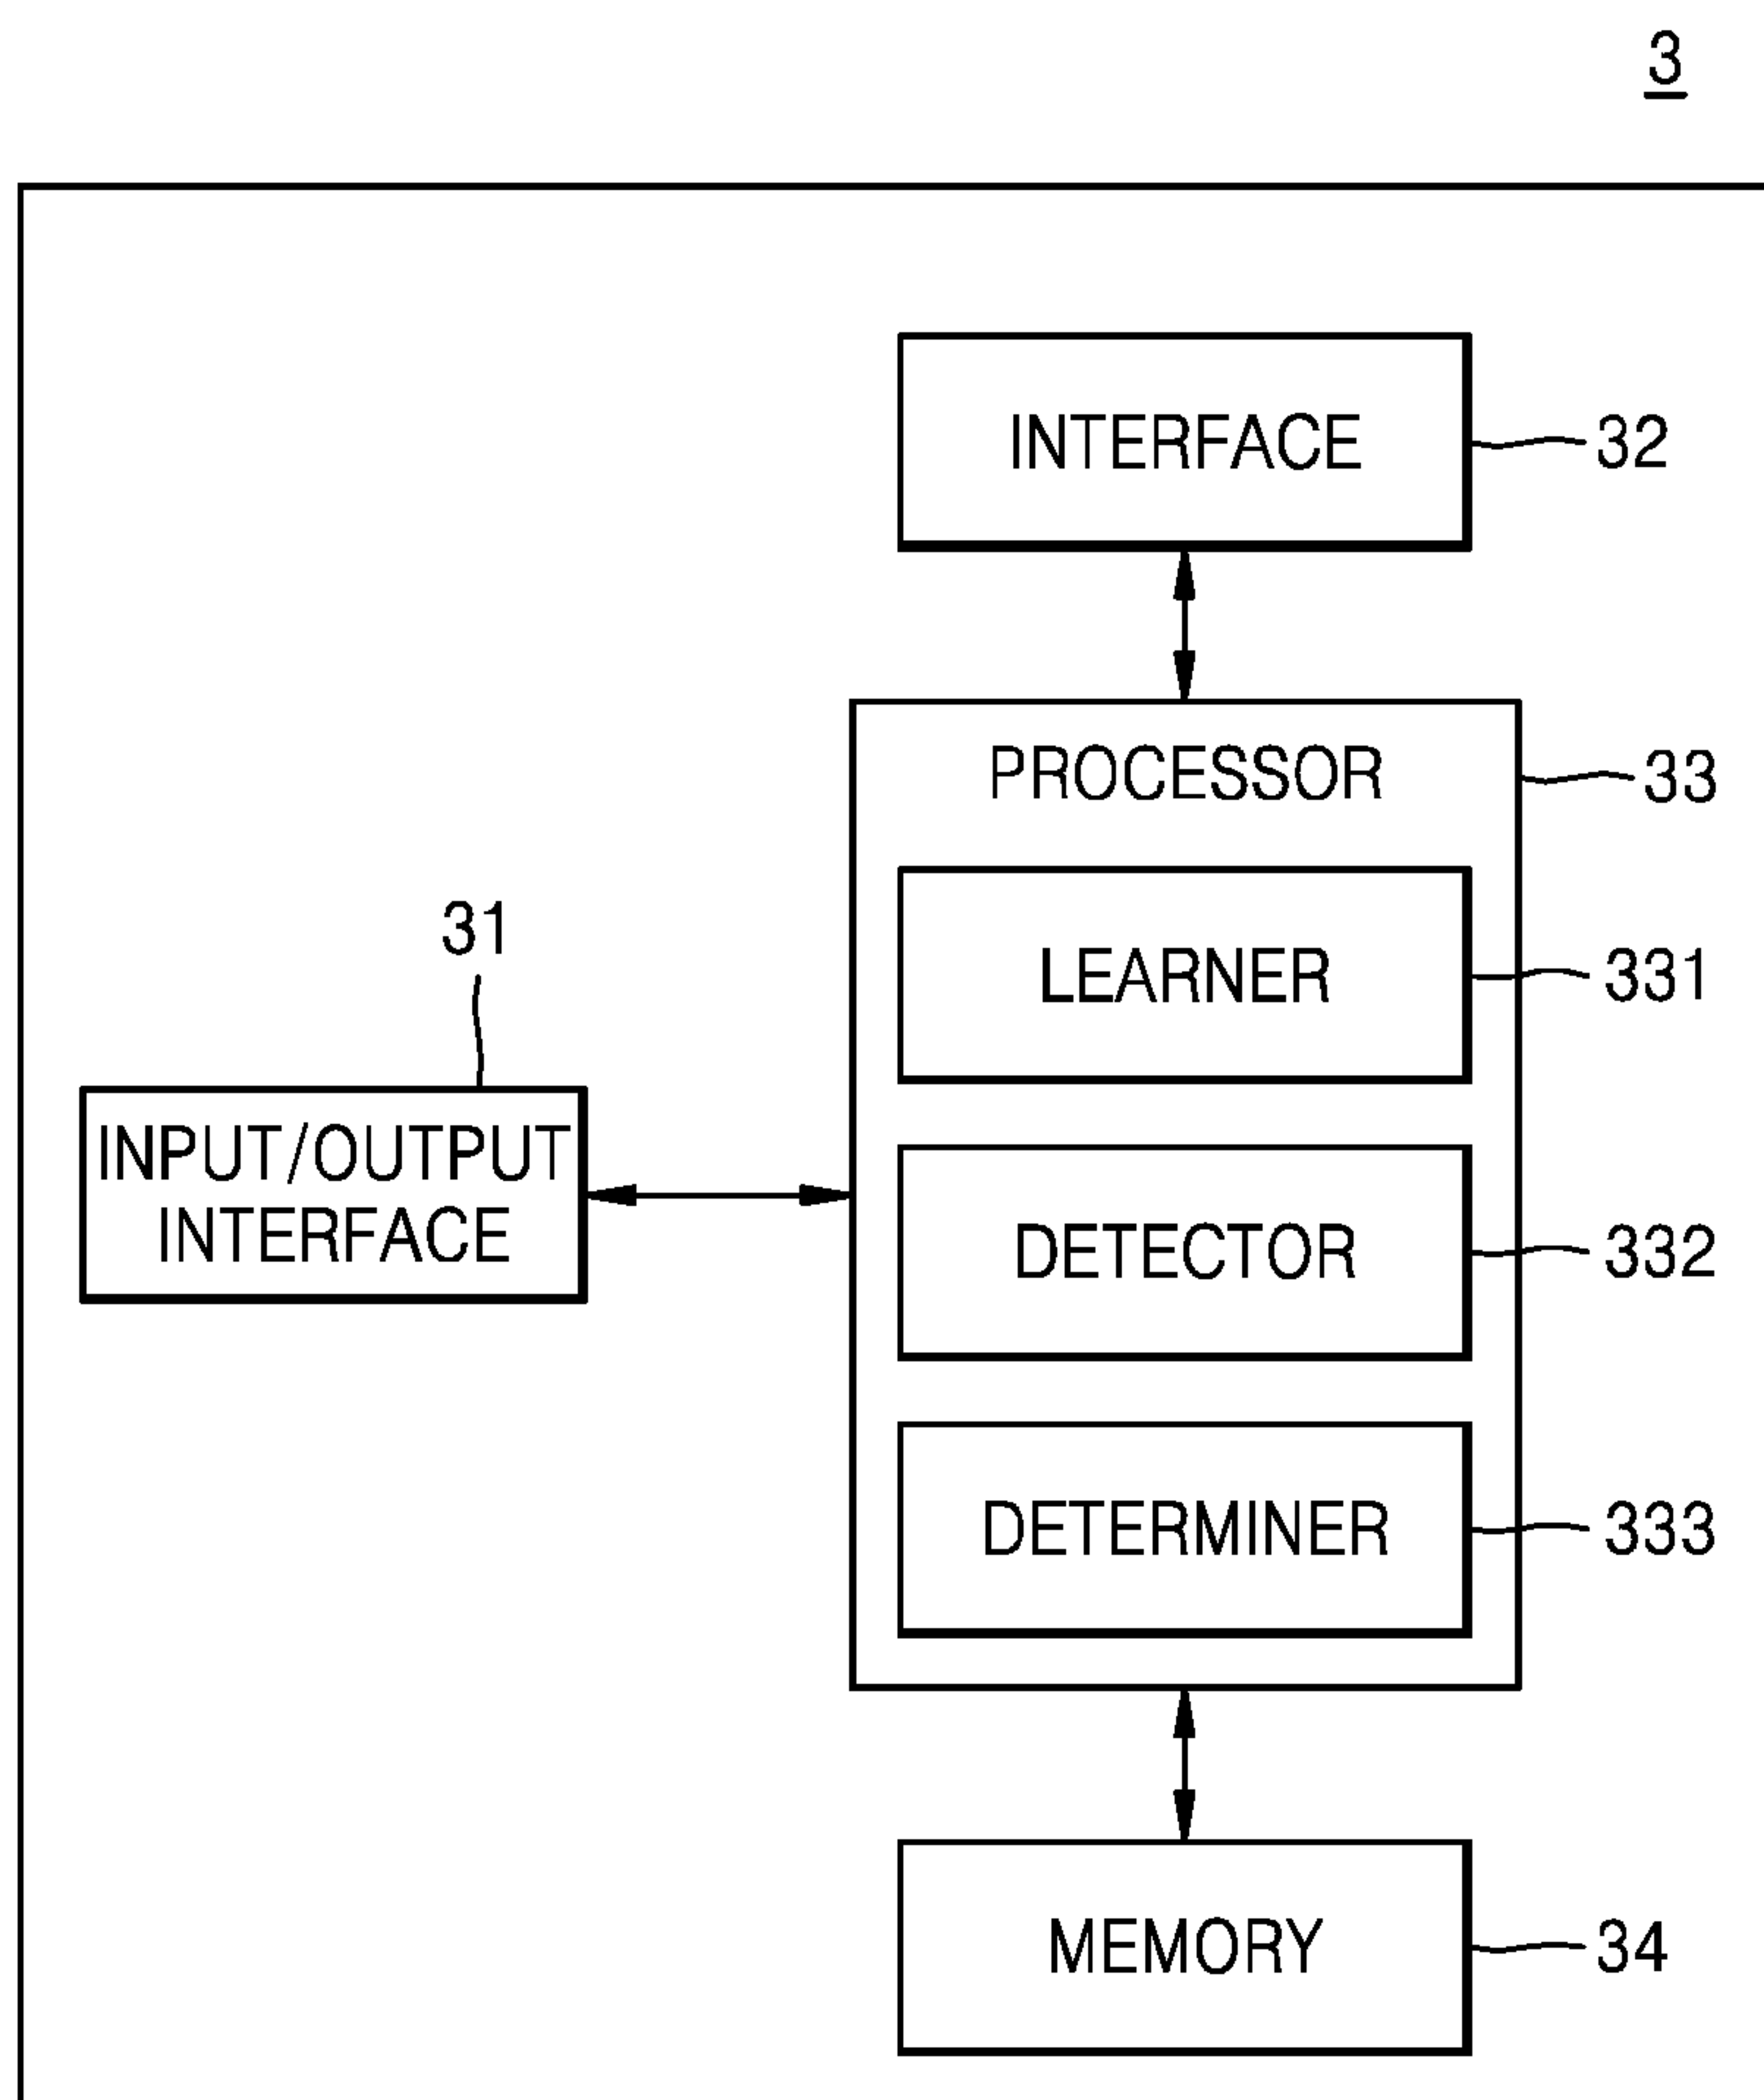 3
INTERFACE
32
PROCESSOR
33
LEARNER
331
31
INPUT/OUTPUT
INTERFACE
DETECTOR
332
DETERMINER
333
MEMORY
34